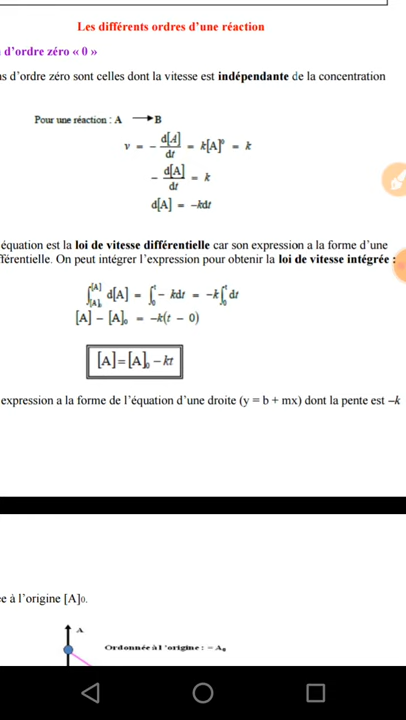 Les différents ordres d'une réaction
d'ordre zéro « 0 »
s d'ordre zéro sont celles dont la vitesse est indépendante de la concentration
Pour une réaction : A → B
v = - d[A]/dt = k[A]⁰ = k
- d[A]/dt = k
d[A] = -kdt
équation est la loi de vitesse différentielle car son expression a la forme d'une
férentielle. On peut intégrer l'expression pour obtenir la loi de vitesse intégrée :
∫_[A]₀^[A] d[A] = ∫₀ᵗ - kdt = -k∫₀ᵗ dt
[A] - [A]₀ = -k(t - 0)
[A]=[A]₀ - kt
expression a la forme de l'équation d'une droite (y = b + mx) dont la pente est -k
e à l'origine [A]0.
A
Ordonnée à l'origine : = A₀